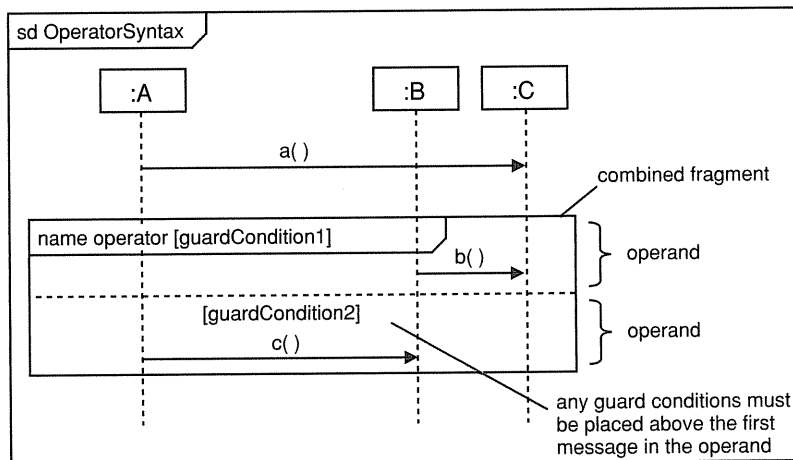 sd OperatorSyntax
:A
:B
:C
a( )
combined fragment
name operator [guardCondition1]
operand
b( )
[guardCondition2]
operand
c( )
any guard conditions must
be placed above the first
message in the operand